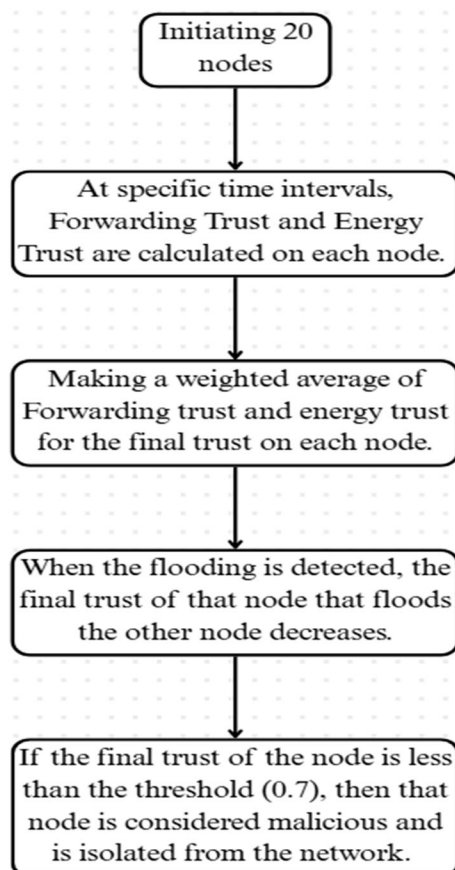 Initiating 20
nodes
At specific time intervals,
Forwarding Trust and Energy
Trust are calculated on each node.
Making a weighted average of
Forwarding trust and energy trust
for the final trust on each node.
When the flooding is detected, the
final trust of that node that floods
the other node decreases.
If the final trust of the node is less
than the threshold (0.7), then that
node is considered malicious and
is isolated from the network.